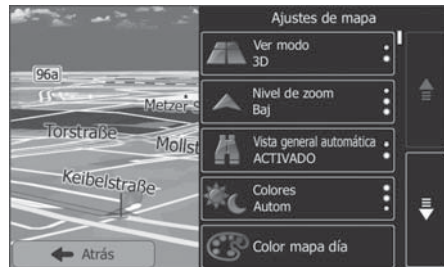 Ajustes de mapa
96a
Metzer S
Torstraße
Mollst
Keibelstraße
Atrás
Ver modo
3D
Nivel de zoom
Baj
Vista general automática
ACTIVADO
Colores
Autom
Color mapa día